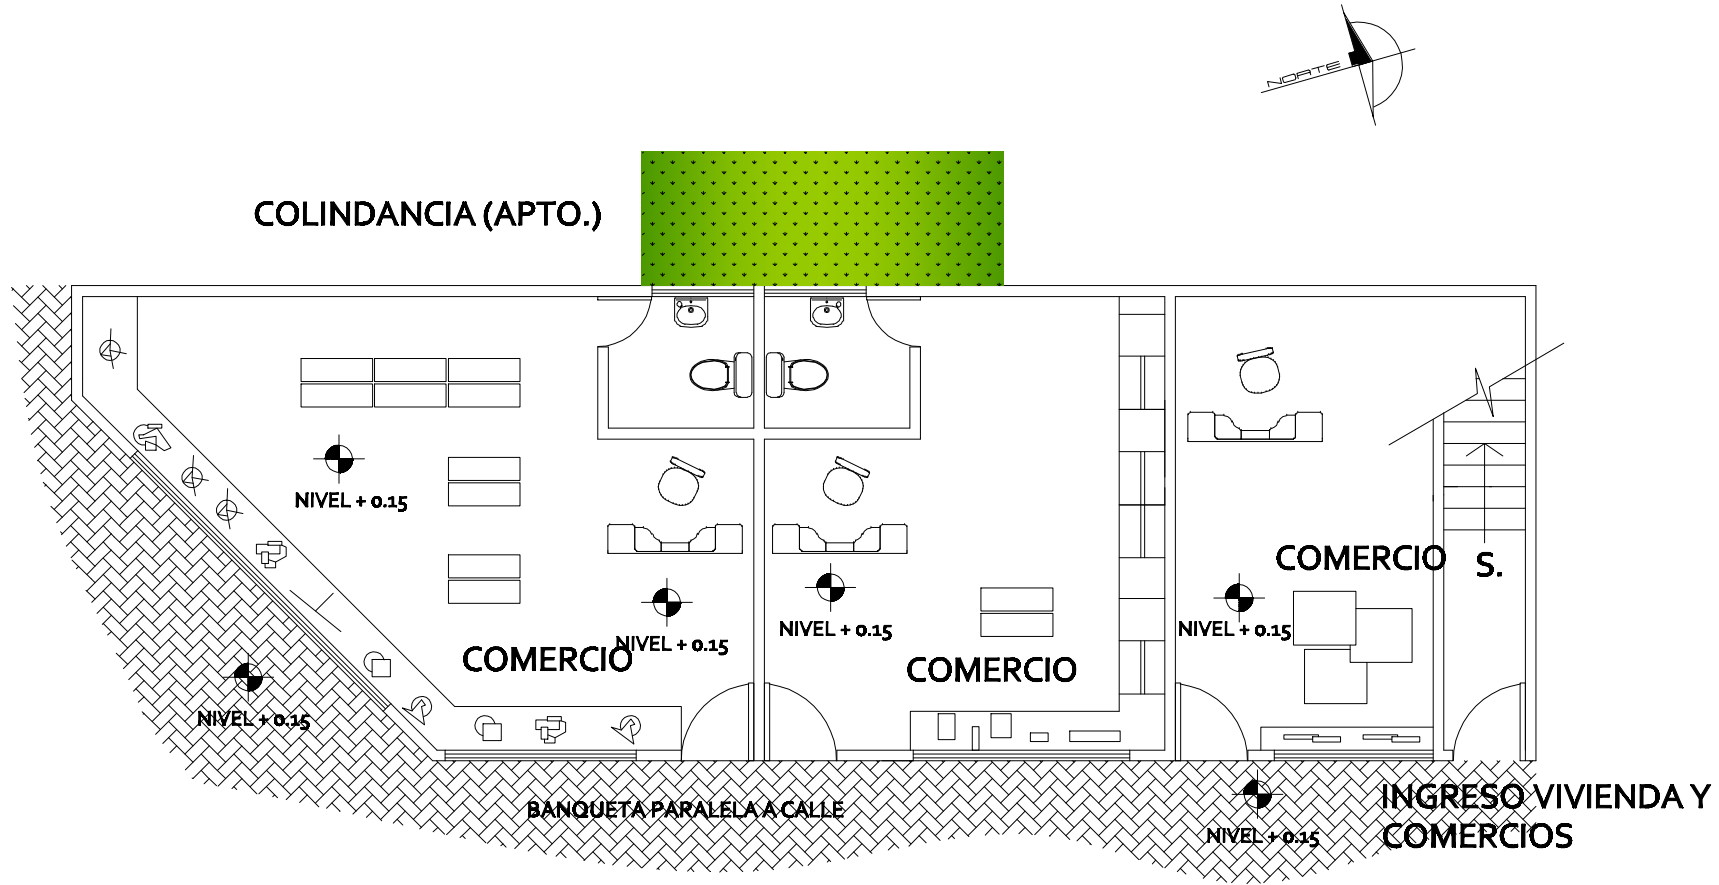 NORTE
COLINDANCIA (APTO.)
NIVEL + 0.15
COMERCIO
NIVEL + 0.15
NIVEL + 0.15
COMERCIO
COMERCIO
S.
NIVEL + 0.15
NIVEL + 0.15
BANQUETA PARALELA A CALLE
NIVEL + 0.15
INGRESO VIVIENDA Y
COMERCIOS